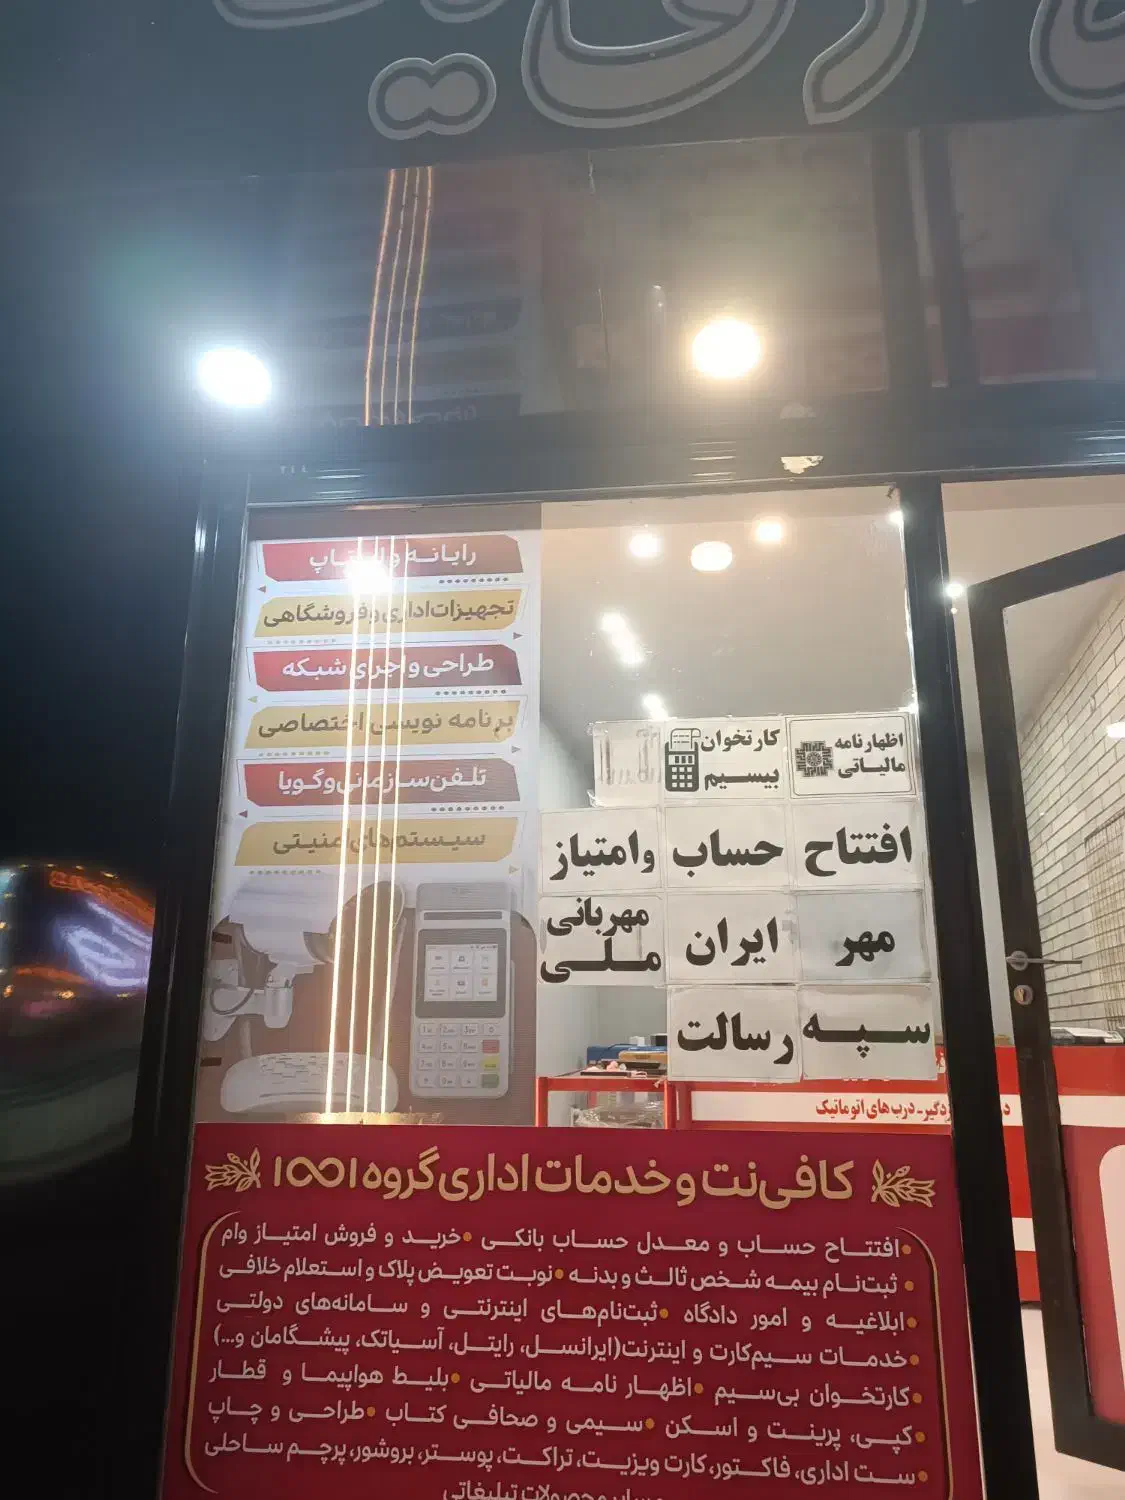 رایانه و لپتاپ
تجهیزات اداری و فروشگاهی
طراحی و اجرای شبکه
برنامه نویسی اختصاصی
تلفن سازمانی و گویا
سیستم‌های امنیتی
اظهارنامه مالیاتی
کارتخوان بیسیم
افتتاح حساب وامتیاز
مهر ایران مهربانی ملی
سپه رسالت
درب‌های اتوماتیک
کافی‌نت و خدمات اداری گروه ۱۰۰۱
• افتتاح حساب و معدل حساب بانکی • خرید و فروش امتیاز وام
• ثبت‌نام بیمه شخص ثالث و بدنه • نوبت تعویض پلاک و استعلام خلافی
• ابلاغیه و امور دادگاه • ثبت‌نام‌های اینترنتی و سامانه‌های دولتی
• خدمات سیم‌کارت و اینترنت(ایرانسل، رایتل، آسیاتک، پیشگامان و...)
• کارتخوان بی‌سیم • اظهار نامه مالیاتی • بلیط هواپیما و قطار
• کپی، پرینت و اسکن • سیمی و صحافی کتاب • طراحی و چاپ
• ست اداری، فاکتور، کارت ویزیت، تراکت، پوستر، بروشور، پرچم ساحلی
و سایر محصولات تبلیغاتی